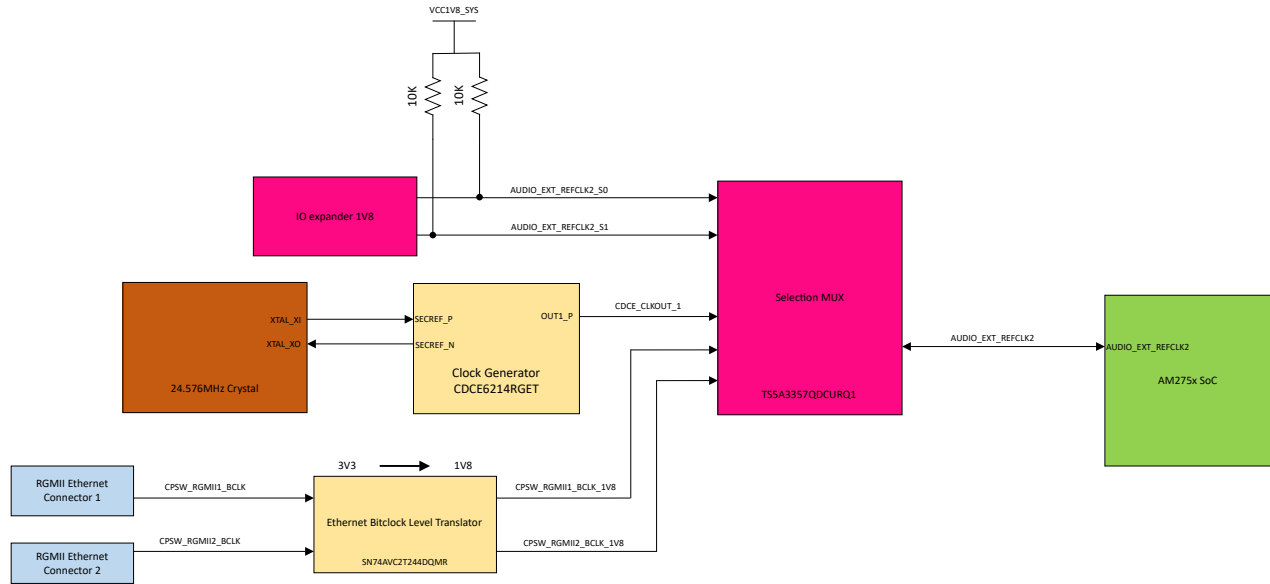 VCC1V8_SYS
10K
10K
IO expander 1V8
AUDIO_EXT_REFCLK2_S0
AUDIO_EXT_REFCLK2_S1
Selection MUX
TS5A3357QDCURQ1
XTAL_XI
XTAL_XO
24.576MHz Crystal
SECREF_P
SECREF_N
OUT1_P
Clock Generator
CDCE6214RGET
CDCE_CLKOUT_1
AUDIO_EXT_REFCLK2
AUDIO_EXT_REFCLK2
AM275x SoC
RGMII Ethernet
Connector 1
CPSW_RGMII1_BCLK
3V3
1V8
Ethernet Bitclock Level Translator
SN74AVC2T244DQMR
CPSW_RGMII1_BCLK_1V8
RGMII Ethernet
Connector 2
CPSW_RGMII2_BCLK
CPSW_RGMII2_BCLK_1V8